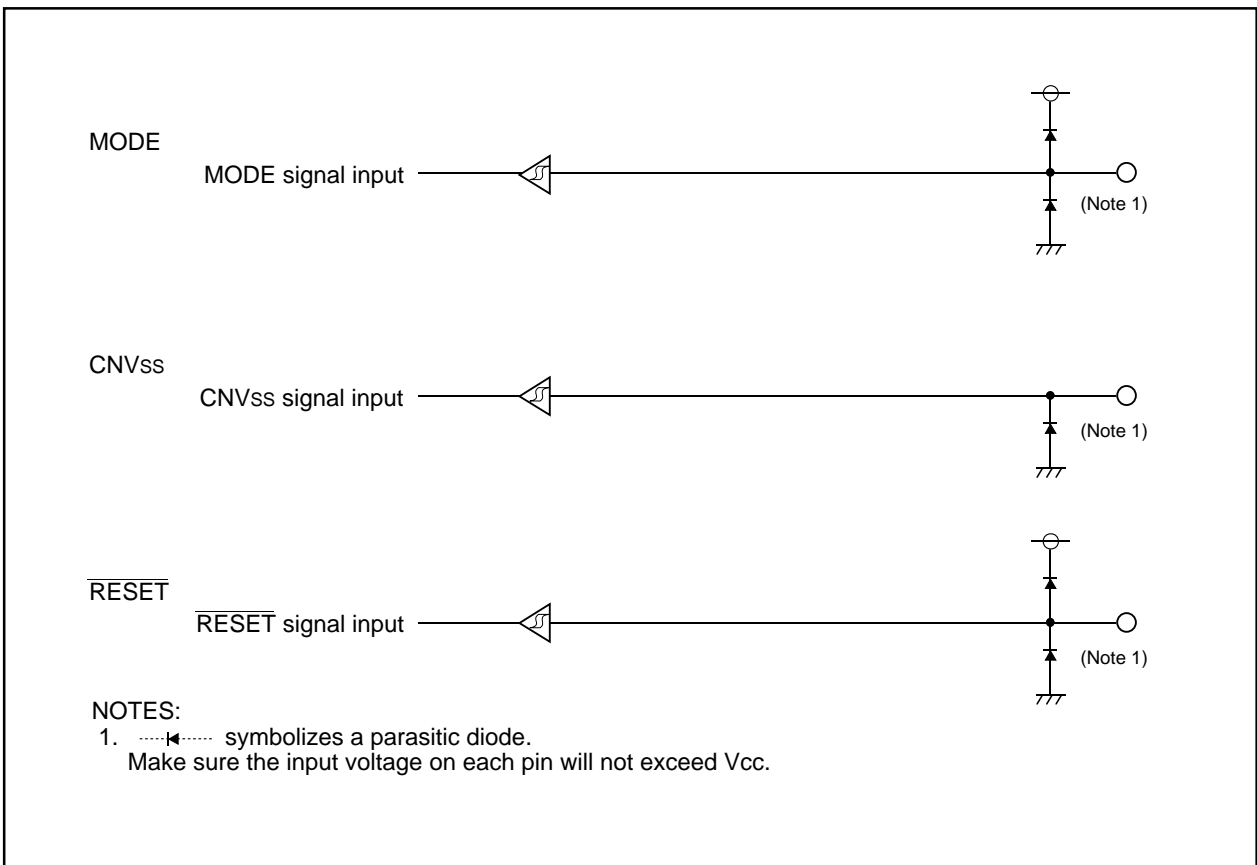 MODE
MODE signal input
(Note 1)
CNVss
CNVss signal input
(Note 1)
RESET
RESET signal input
(Note 1)
NOTES:
1. symbolizes a parasitic diode.
Make sure the input voltage on each pin will not exceed Vcc.